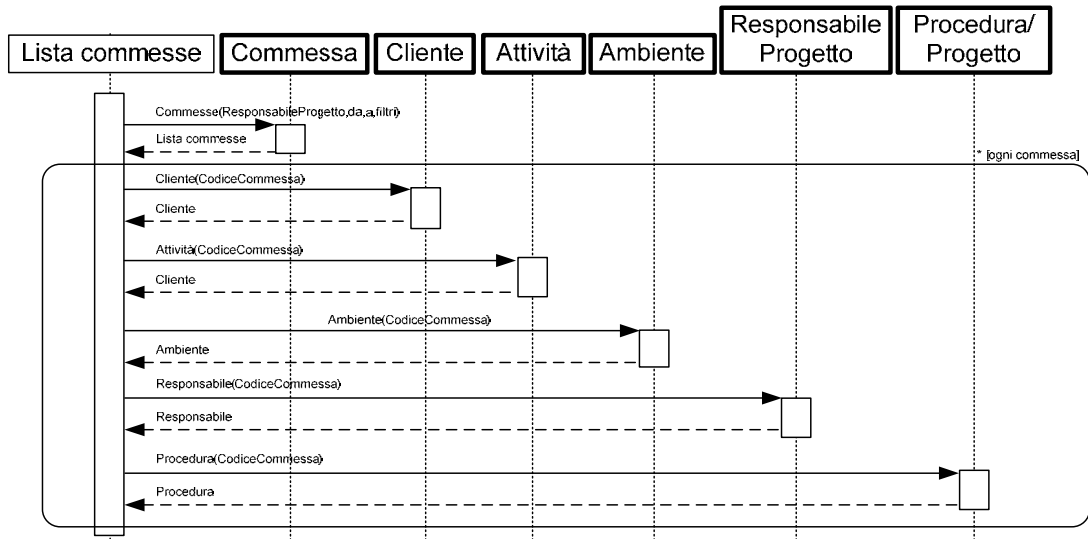 Lista commesse
Commessa
Cliente
Attività
Ambiente
Responsabile
Progetto
Procedura/
Progetto
Commesse(ResponsabileProgetto,da,a,filtri)
Lista commesse
* [ogni commessa]
Cliente(CodiceCommessa)
Cliente
Attività(CodiceCommessa)
Cliente
Ambiente(CodiceCommessa)
Ambiente
Responsabile(CodiceCommessa)
Responsabile
Procedura(CodiceCommessa)
Procedura